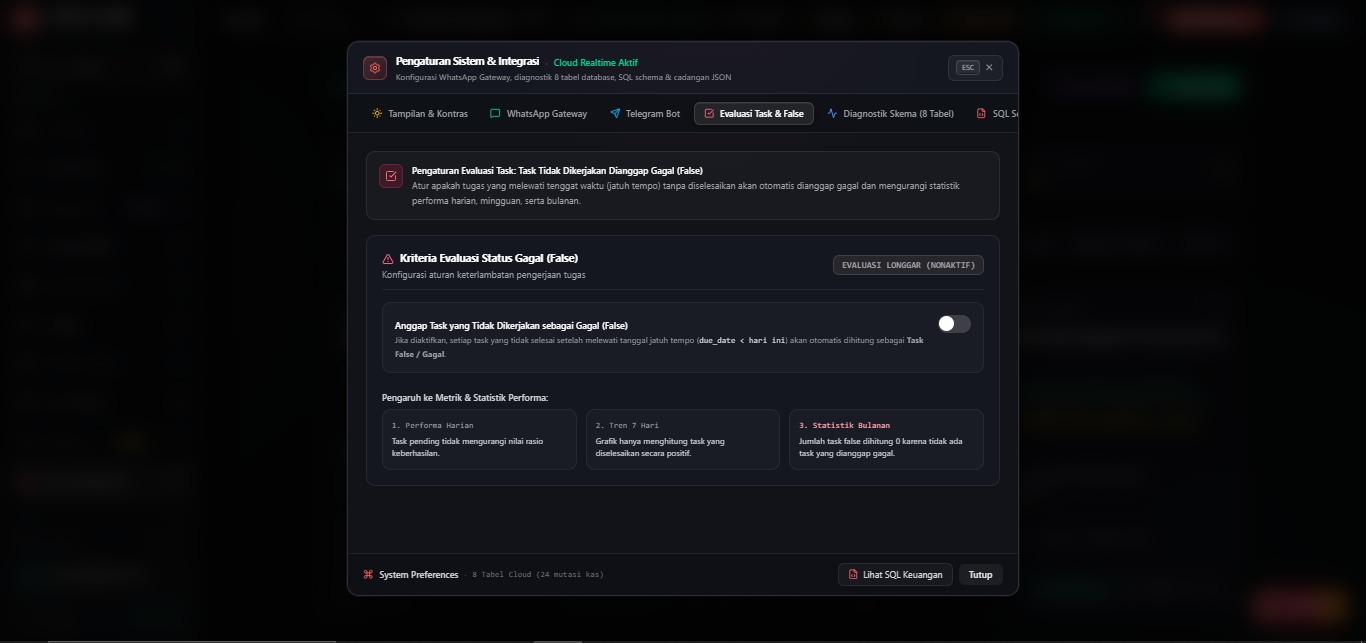 Pengaturan Sistem & Integrasi · Cloud Realtime Aktif
Konfigurasi WhatsApp Gateway, diagnostik 8 tabel database, SQL schema & cadangan JSON
ESC ×
Tampilan & Kontras
WhatsApp Gateway
Telegram Bot
Evaluasi Task & False
Diagnostik Skema (8 Tabel)
SQL S
Pengaturan Evaluasi Task: Task Tidak Dikerjakan Dianggap Gagal (False)
Atur apakah tugas yang melewati tenggat waktu (jatuh tempo) tanpa diselesaikan akan otomatis dianggap gagal dan mengurangi statistik
performa harian, mingguan, serta bulanan.
Kriteria Evaluasi Status Gagal (False)
Konfigurasi aturan keterlambatan pengerjaan tugas
EVALUASI LONGGAR (NONAKTIF)
Anggap Task yang Tidak Dikerjakan sebagai Gagal (False)
Jika diaktifkan, setiap task yang tidak selesai setelah melewati tanggal jatuh tempo (due_date < hari ini) akan otomatis dihitung sebagai Task
False / Gagal.
Pengaruh ke Metrik & Statistik Performa:
1. Performa Harian
Task pending tidak mengurangi nilai rasio
keberhasilan.
2. Tren 7 Hari
Grafik hanya menghitung task yang
diselesaikan secara positif.
3. Statistik Bulanan
Jumlah task false dihitung 0 karena tidak ada
task yang dianggap gagal.
System Preferences · 8 Tabel Cloud (24 mutasi kas)
Lihat SQL Keuangan
Tutup